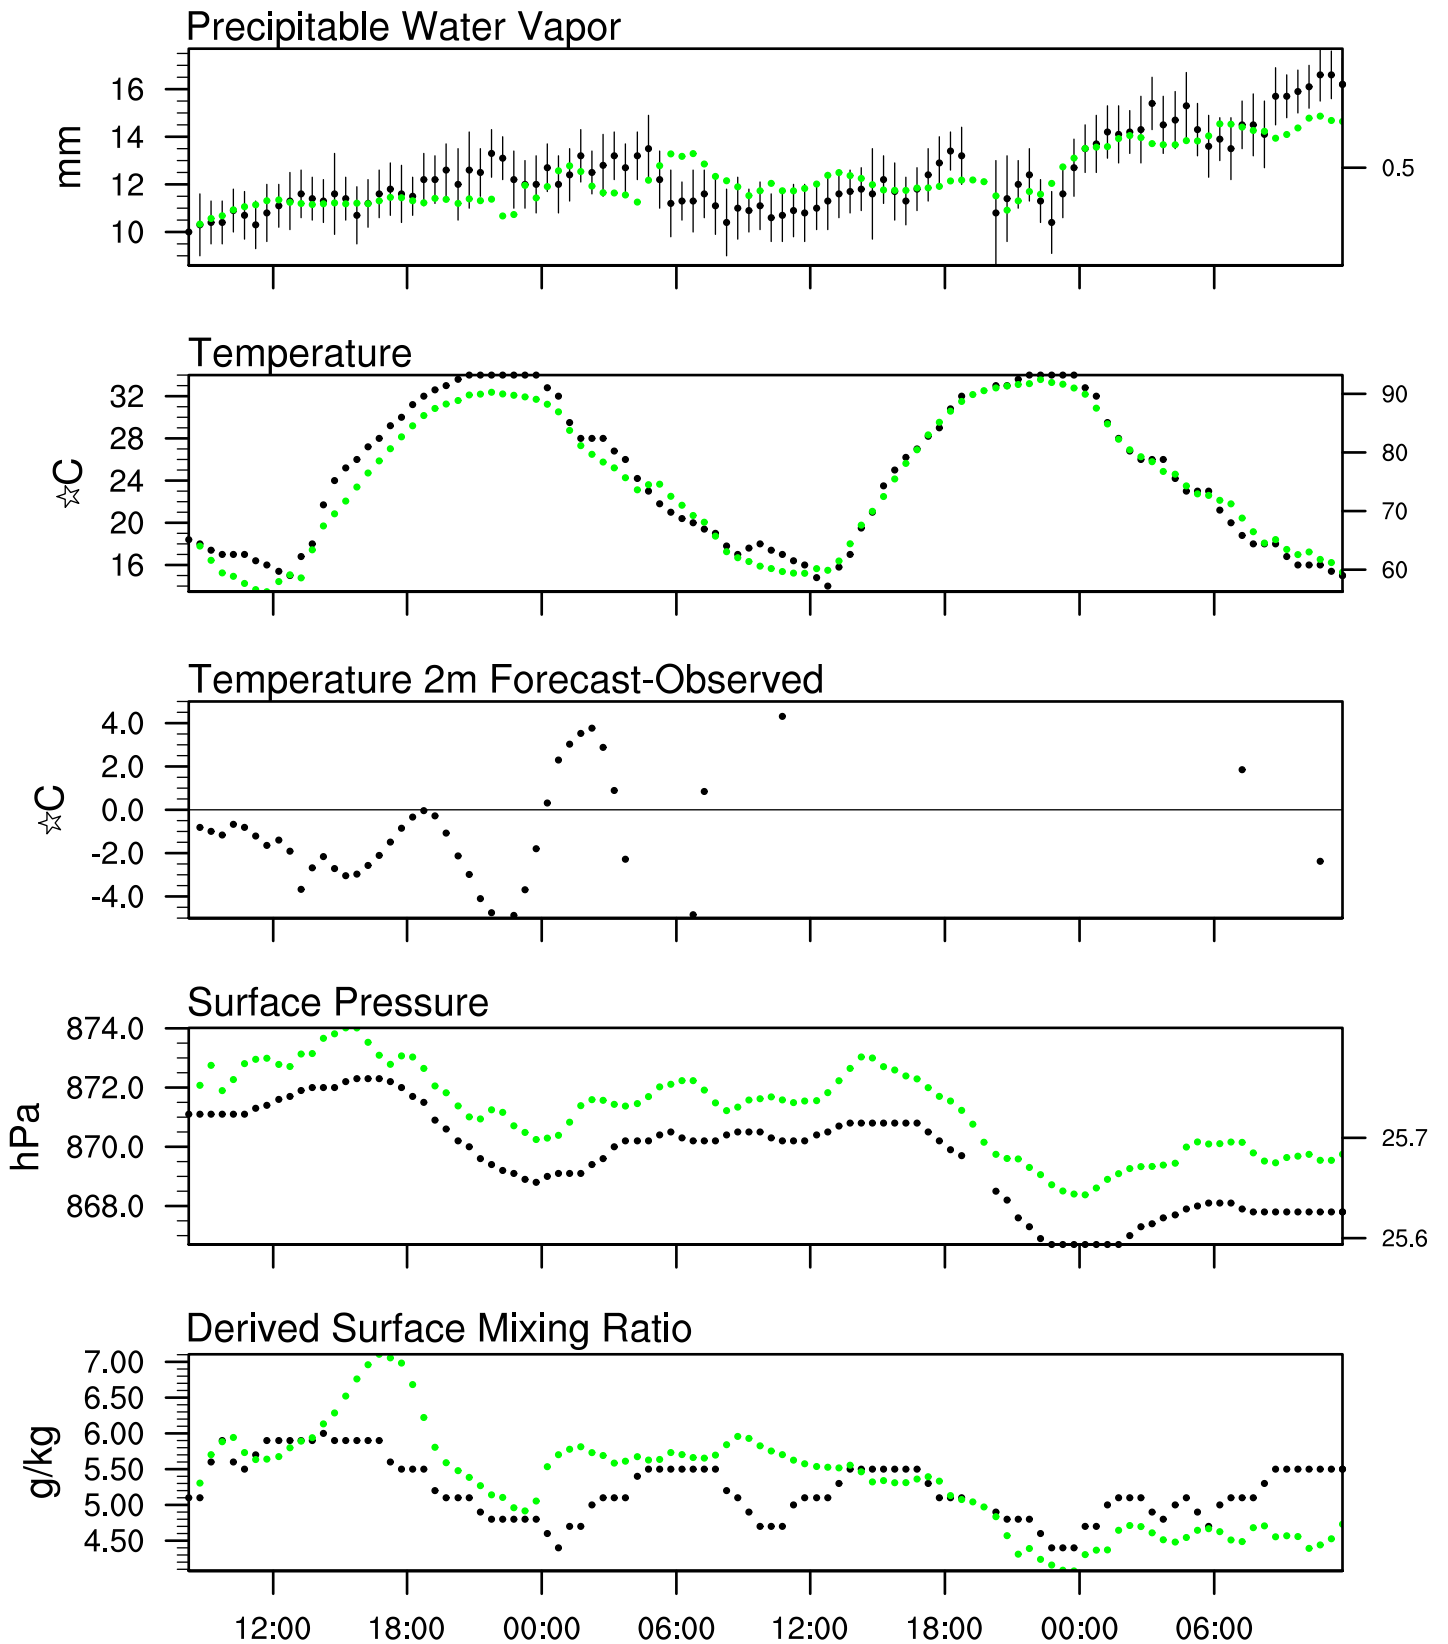 Precipitable Water Vapor
16
14
12
10
mm
0.5
Temperature
32
28
24
20
16
☆C
90
80
70
60
Temperature 2m Forecast-Observed
4.0
2.0
0.0
-2.0
-4.0
☆C
Surface Pressure
874.0
872.0
870.0
868.0
hPa
25.7
25.6
Derived Surface Mixing Ratio
7.00
6.50
6.00
5.50
5.00
4.50
g/kg
12:00 18:00 00:00 06:00 12:00 18:00 00:00 06:00